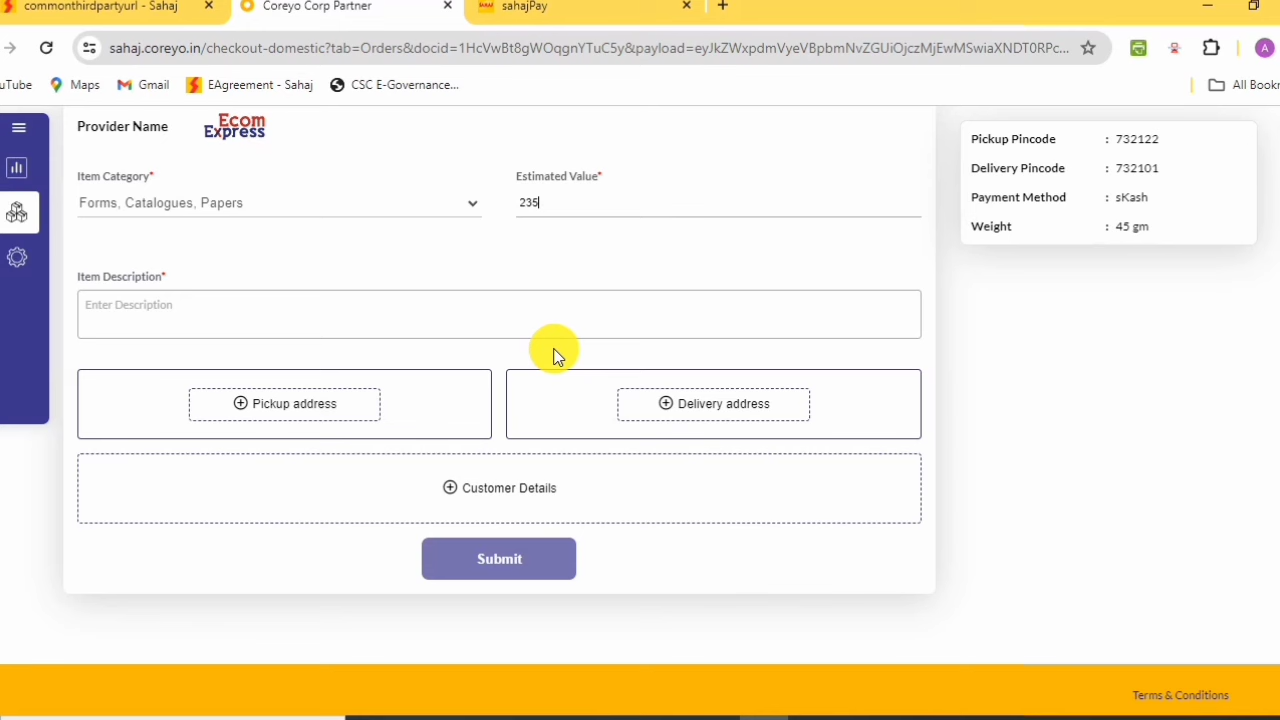 commonthirdpartyurl - Sahaj
Coreyo Corp Partner
sahajPay
sahaj.coreyo.in/checkout-domestic?tab=Orders&docid=1HcVwBt8gWOqgnYTuC5y&payload=eyJkZWxpdmVyeVBpbmNvZGUiOjczMjEwMSwiaXNDT0RPc...
A
uTube
Maps
Gmail
EAgreement - Sahaj
CSC E-Governance...
All Bookr
Provider Name
Ecom
Express
Item Category*
Estimated Value*
Forms, Catalogues, Papers
235
Item Description*
Enter Description
Pickup address
Delivery address
Customer Details
Submit
Pickup Pincode : 732122
Delivery Pincode : 732101
Payment Method : sKash
Weight : 45 gm
Terms & Conditions